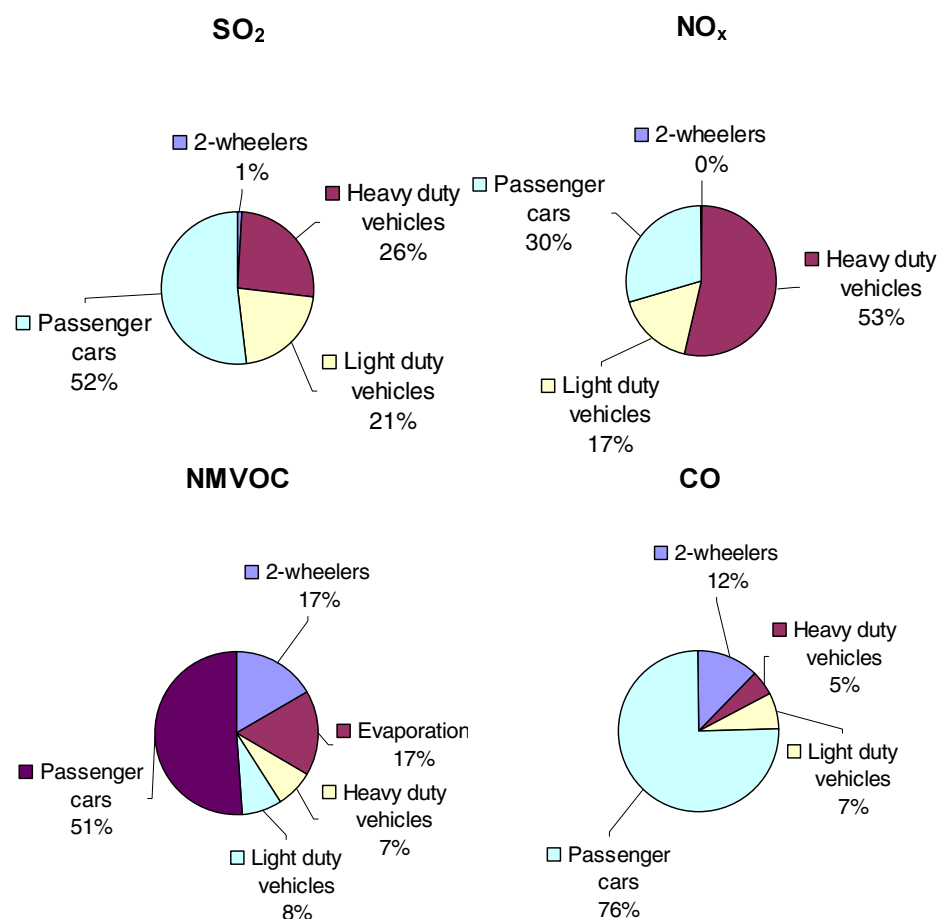 SO₂
2-wheelers
1%
Heavy duty
vehicles
26%
Light duty
vehicles
21%
Passenger
cars
52%
NOₓ
2-wheelers
0%
Heavy duty
vehicles
53%
Light duty
vehicles
17%
Passenger
cars
30%
NMVOC
2-wheelers
17%
Evaporation
17%
Heavy duty
vehicles
7%
Light duty
vehicles
8%
Passenger
cars
51%
CO
2-wheelers
12%
Heavy duty
vehicles
5%
Light duty
vehicles
7%
Passenger
cars
76%